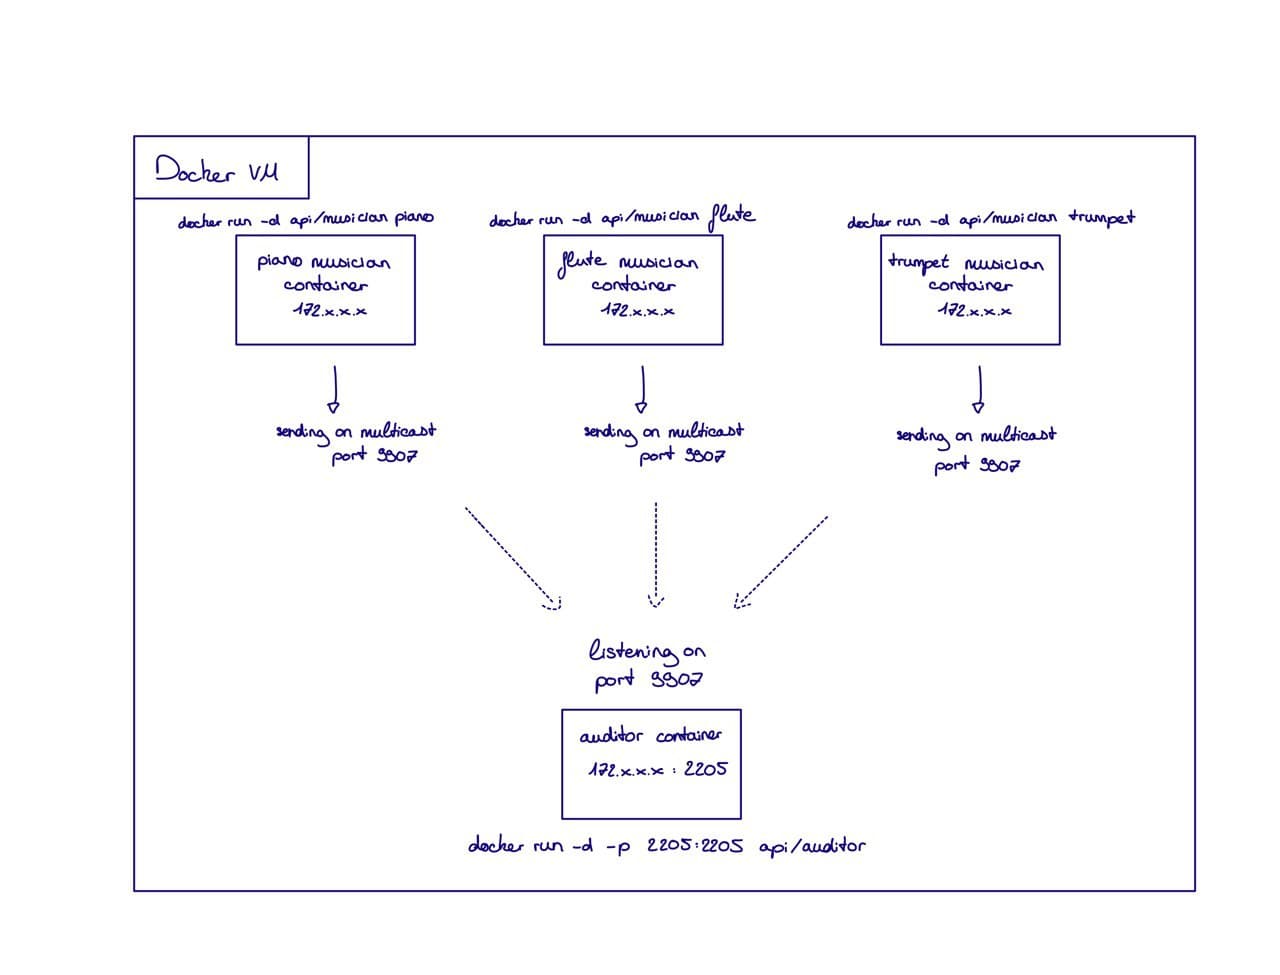 Docker VM
docker run -d api/musician piano
docker run -d api/musician flute
docker run -d api/musician trumpet
piano musician
container
172.x.x.x
flute musician
container
172.x.x.x
trumpet musician
container
172.x.x.x
sending on multicast
port 9907
sending on multicast
port 9907
sending on multicast
port 9907
listening on
port 9907
auditor container
172.x.x.x : 2205
docker run -d -p 2205:2205 api/auditor